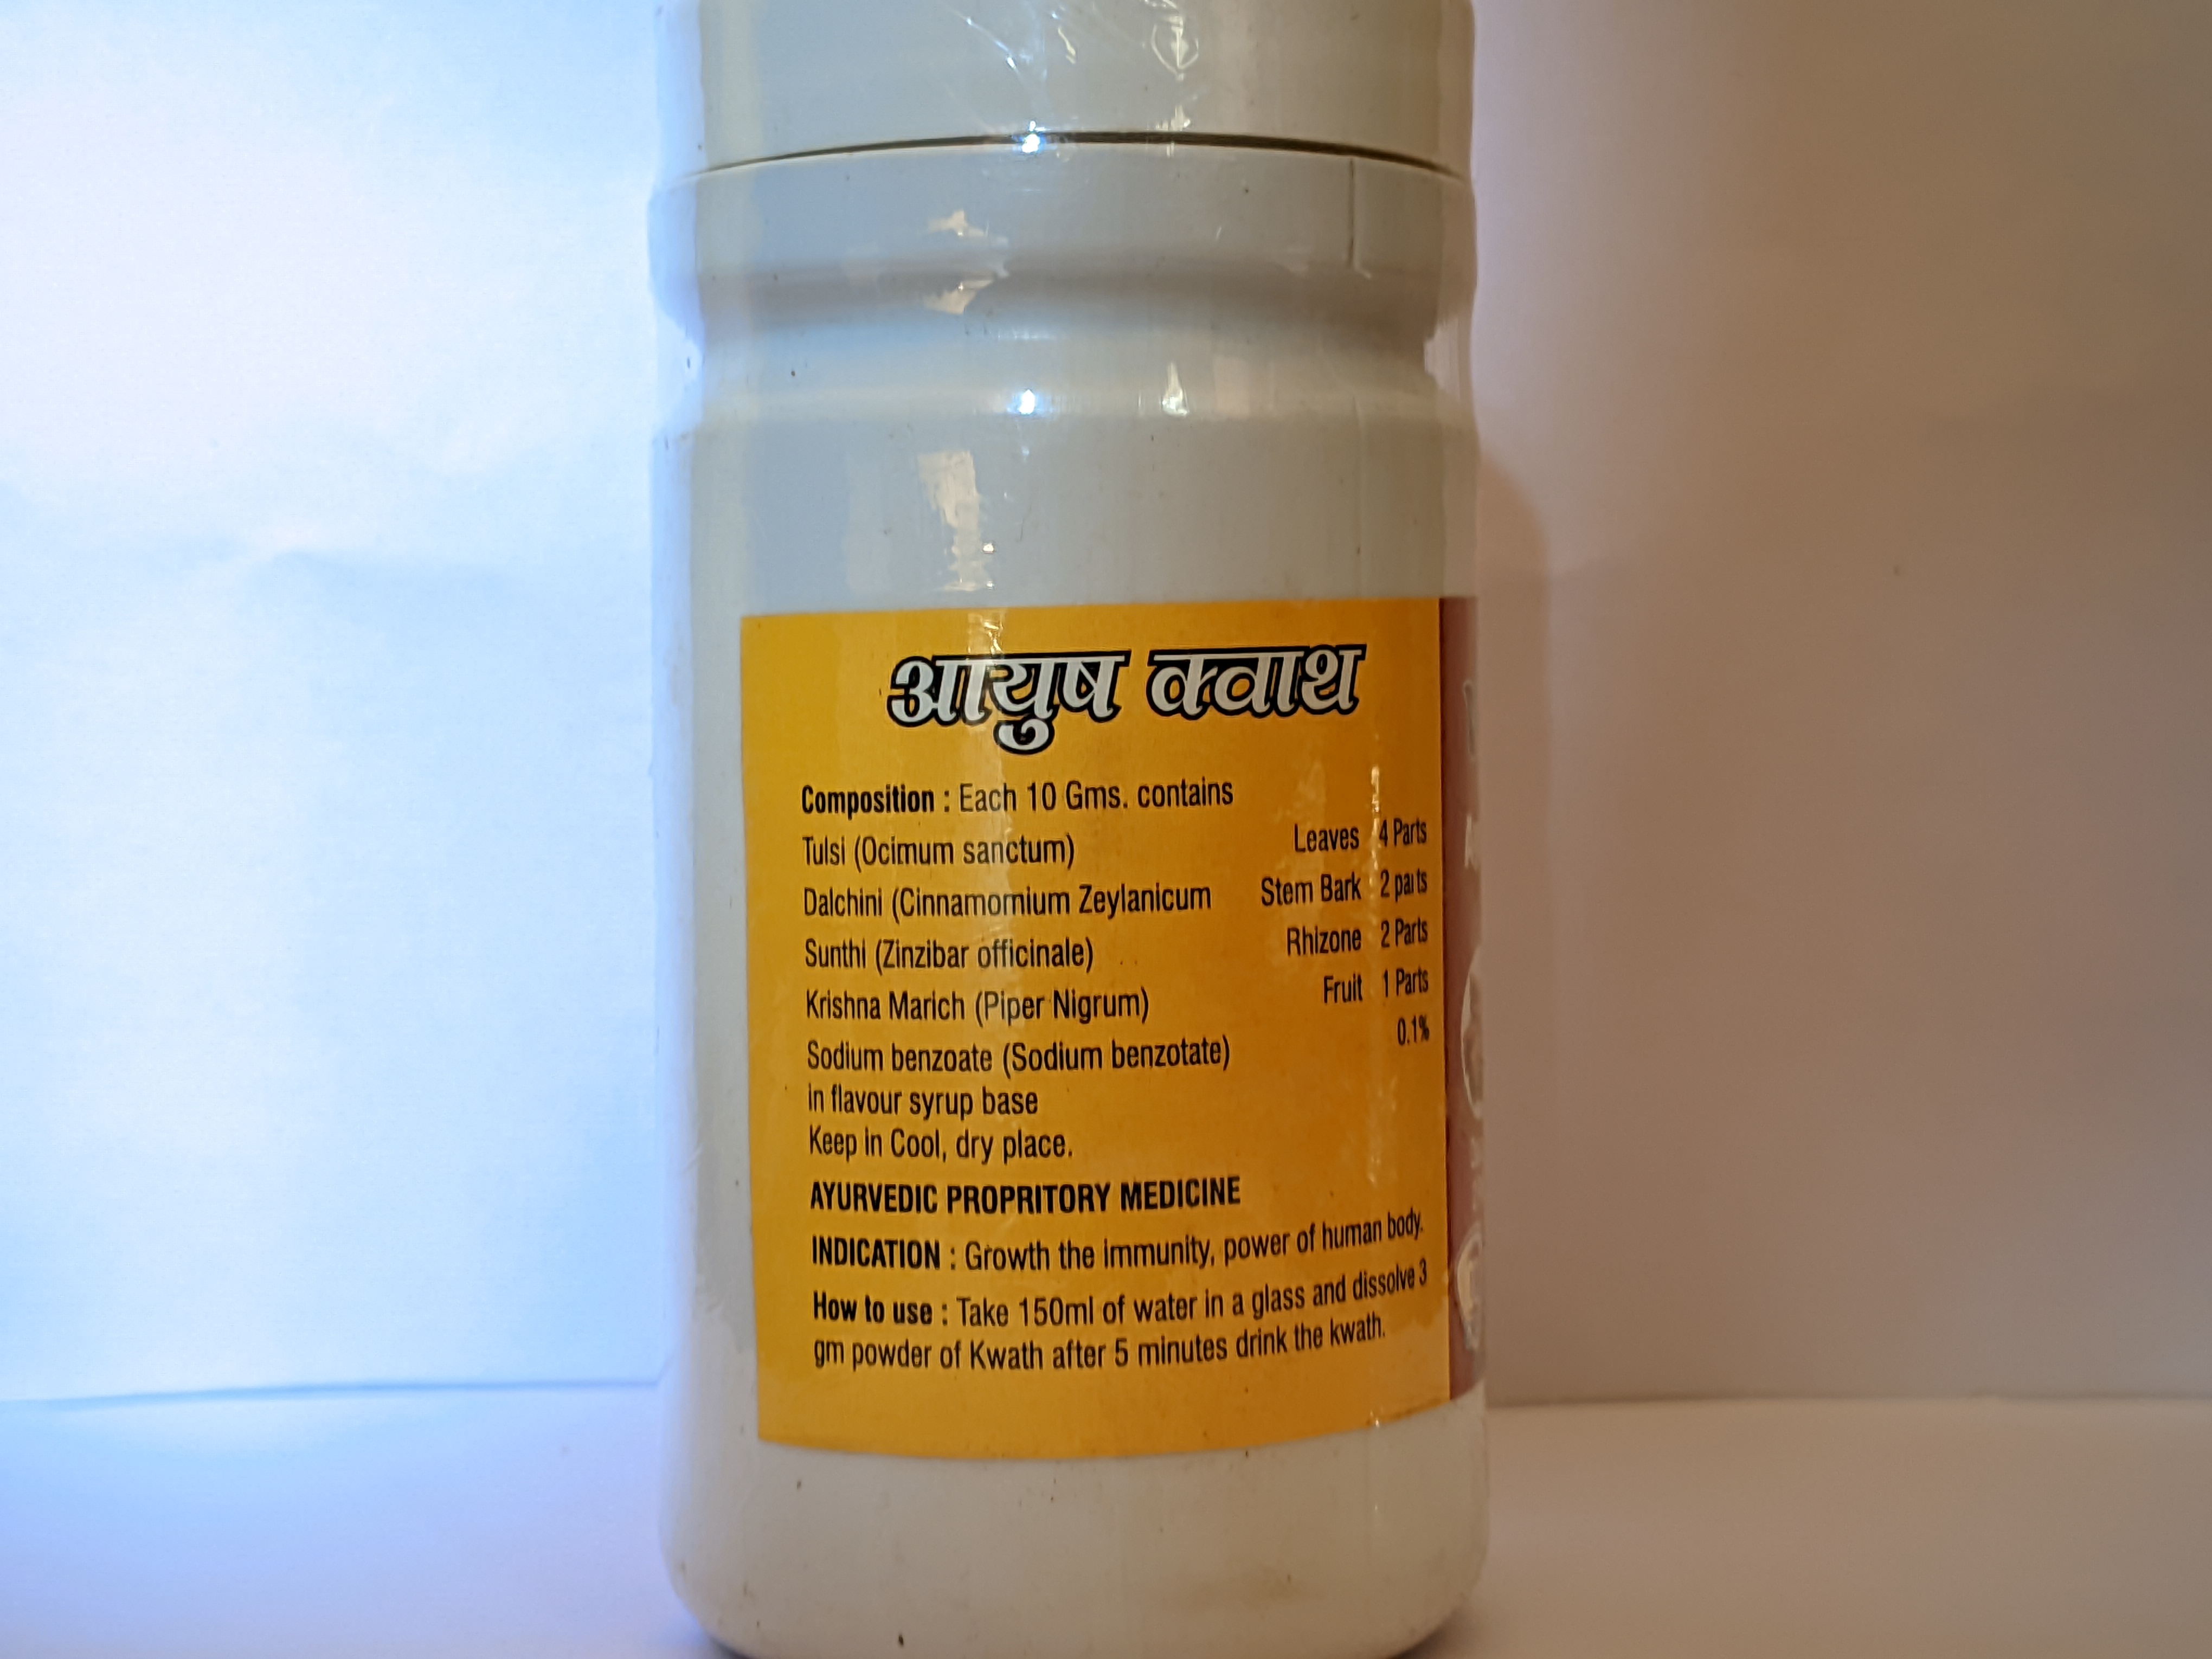 आयुष क्वाथ
Composition : Each 10 Gms. contains
Tulsi (Ocimum sanctum) Leaves 4 Parts
Dalchini (Cinnamomium Zeylanicum Stem Bark 2 parts
Sunthi (Zinzibar officinale) Rhizone 2 Parts
Krishna Marich (Piper Nigrum) Fruit 1 Parts
Sodium benzoate (Sodium benzotate) 0.1%
in flavour syrup base
Keep in Cool, dry place.
AYURVEDIC PROPRITORY MEDICINE
INDICATION : Growth the immunity, power of human body.
How to use : Take 150ml of water in a glass and dissolve 3
gm powder of Kwath after 5 minutes drink the kwath.